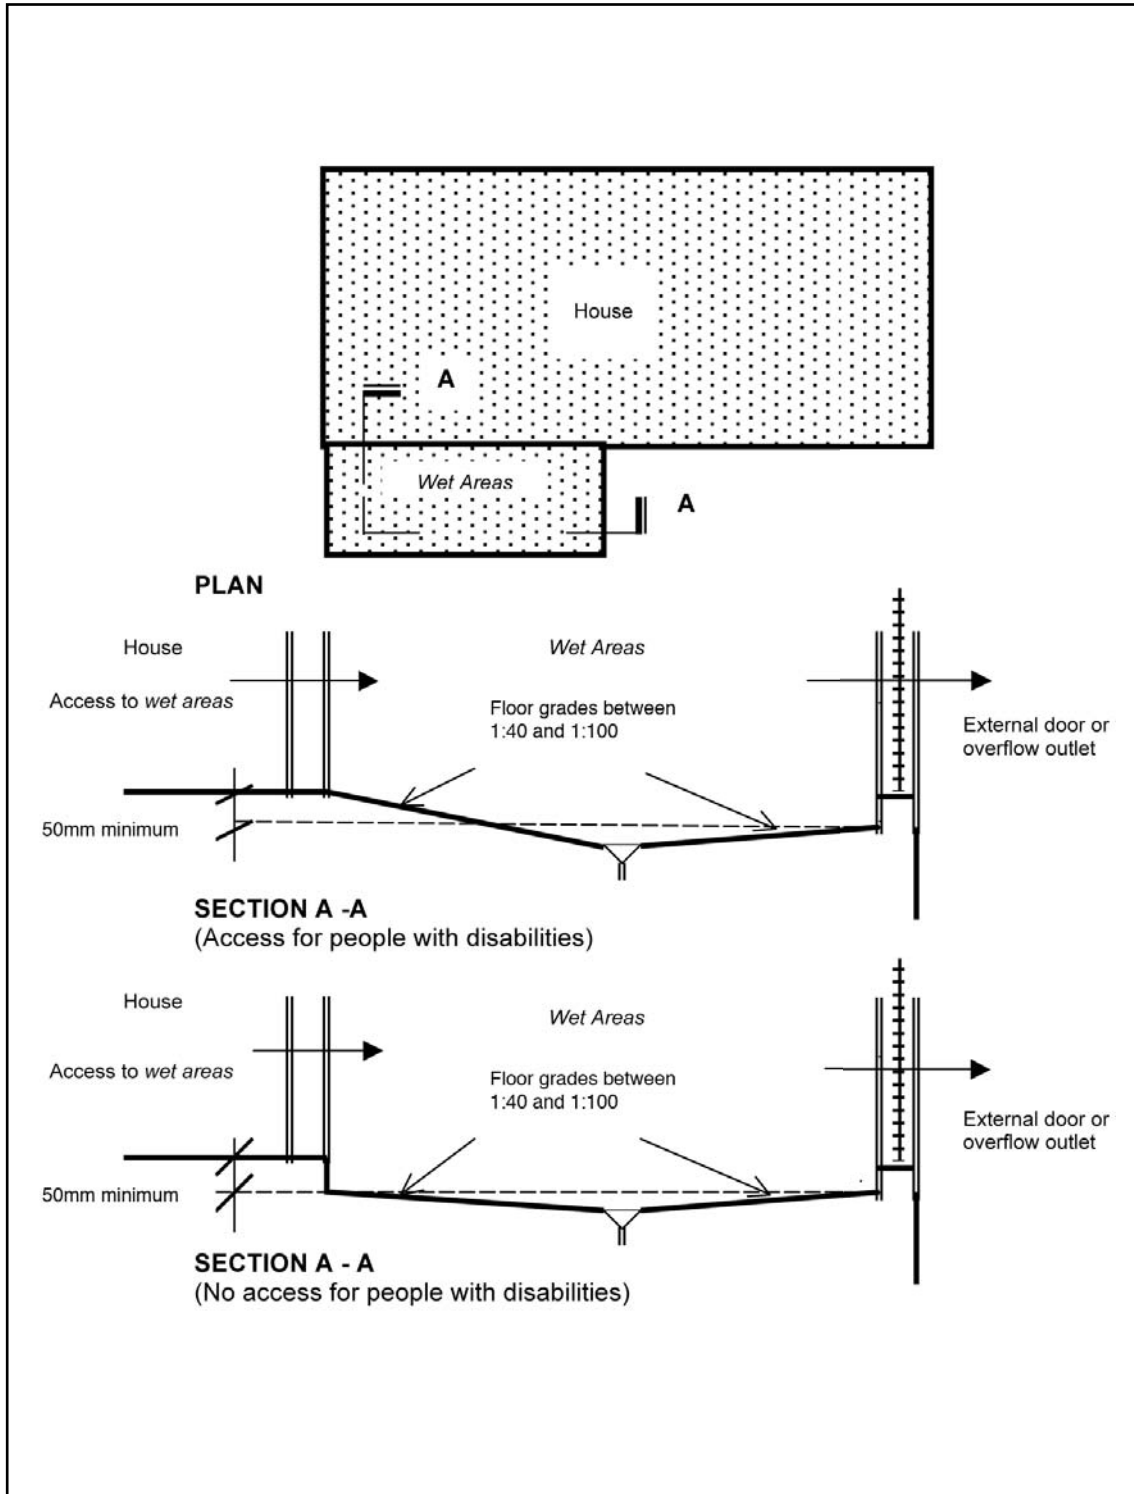 House
A
Wet Areas
A
PLAN
House
Wet Areas
Access to wet areas
Floor grades between
1:40 and 1:100
External door or
overflow outlet
50mm minimum
SECTION A -A
(Access for people with disabilities)
House
Wet Areas
Access to wet areas
Floor grades between
1:40 and 1:100
External door or
overflow outlet
50mm minimum
SECTION A - A
(No access for people with disabilities)